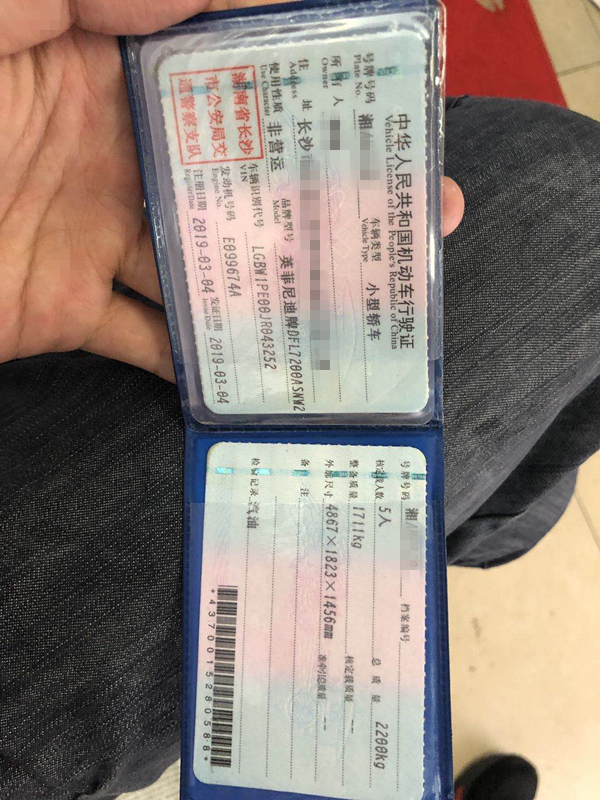 中华人民共和国机动车行驶证
Vehicle License of the People's Republic of China
号牌号码 湘 车辆类型 小型轿车
Plate No. Vehicle Type
所有人
Owner
住址 长沙
Address
使用性质 非营运 品牌型号 英菲尼迪牌DFL7200ASNW2
Use Character Model
湖南省长沙
市公安局交
通警察支队
车辆识别代号 LGBW1PE00JR043252
VIN
发动机号码 E099674A
Engine No.
注册日期 2019-03-04 发证日期 2019-03-04
Register Date Issue Date
号牌号码 湘 档案编号
核定载人数 5人 总质量 2200kg
整备质量 1711kg 核定载质量 --
外廓尺寸 4867×1823×1456mm 准牵引总质量 --
备注
检验记录 汽油
*4370015280588*